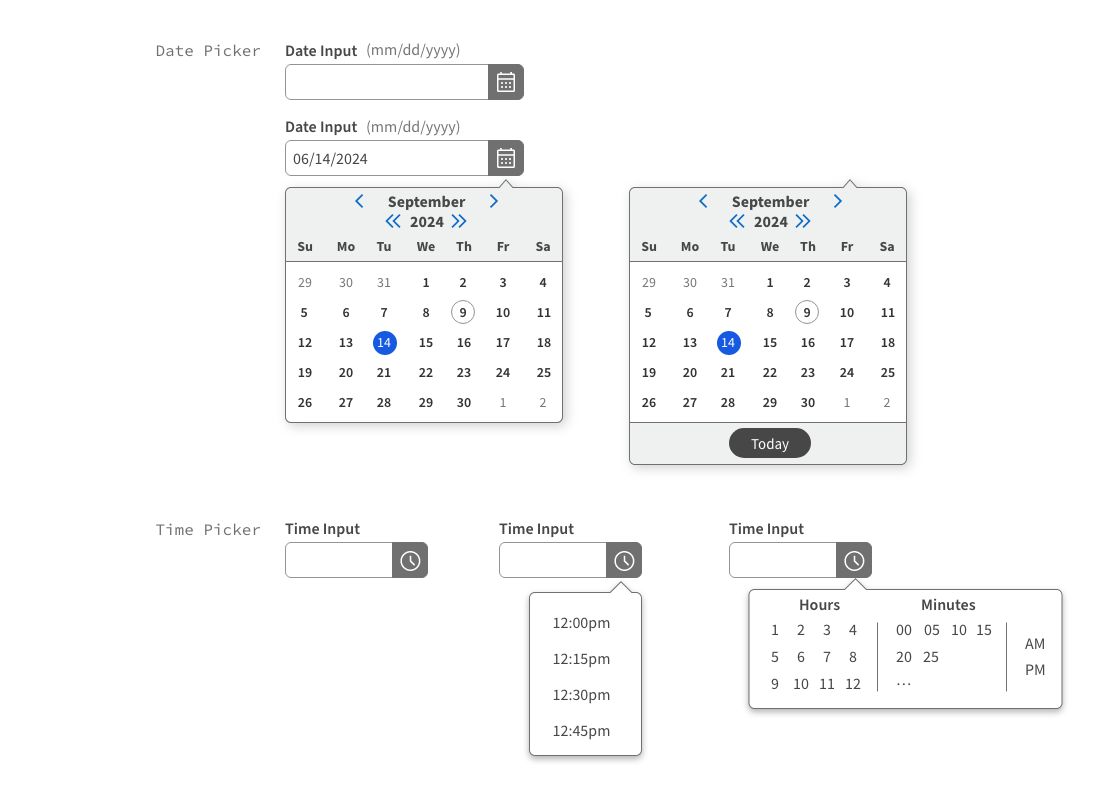 Date Picker
Date Input (mm/dd/yyyy)
Date Input (mm/dd/yyyy)
06/14/2024
September
2024
Su Mo Tu We Th Fr Sa
29 30 31 1 2 3 4
5 6 7 8 9 10 11
12 13 14 15 16 17 18
19 20 21 22 23 24 25
26 27 28 29 30 1 2
September
2024
Su Mo Tu We Th Fr Sa
29 30 31 1 2 3 4
5 6 7 8 9 10 11
12 13 14 15 16 17 18
19 20 21 22 23 24 25
26 27 28 29 30 1 2
Today
Time Picker
Time Input
Time Input
12:00pm
12:15pm
12:30pm
12:45pm
Time Input
Hours
1 2 3 4
5 6 7 8
9 10 11 12
Minutes
00 05 10 15
20 25
...
AM
PM